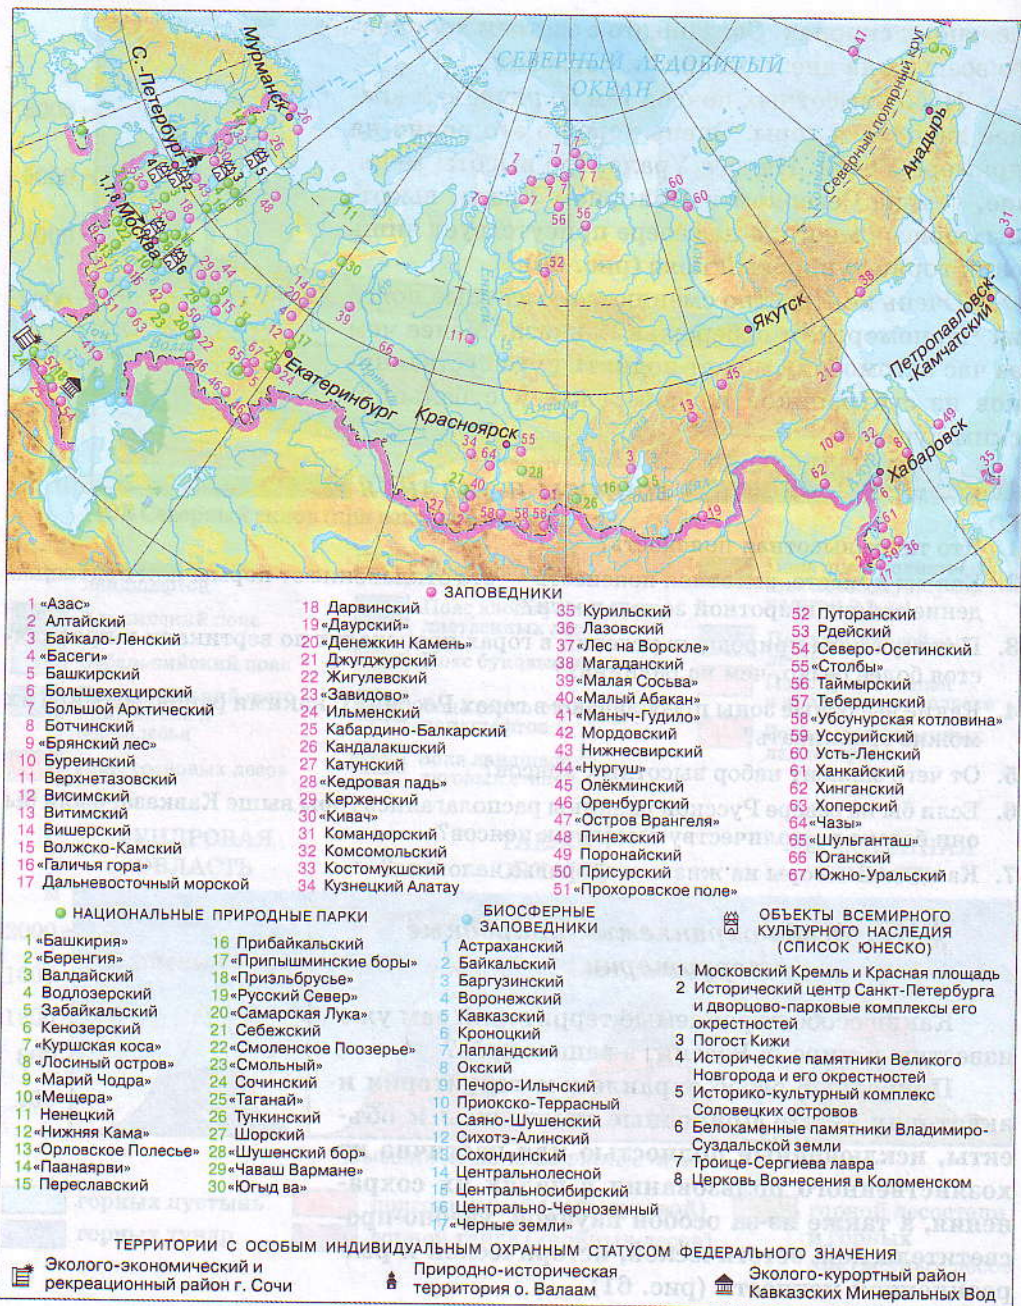 СЕВЕРНЫЙ ЛЕДОВИТЫЙ
ОКЕАН
Северный полярный круг
Мурманск
С.-Петербург
Москва
Анадырь
Якутск
Петропавловск-
-Камчатский
Екатеринбург
Красноярск
Хабаровск
Ангара
Волга
Дон
ЗАПОВЕДНИКИ
1 «Азас»
2 Алтайский
3 Байкало-Ленский
4 «Басеги»
5 Башкирский
6 Большехехцирский
7 Большой Арктический
8 Ботчинский
9 «Брянский лес»
10 Буреинский
11 Верхнетазовский
12 Висимский
13 Витимский
14 Вишерский
15 Волжско-Камский
16 «Галичья гора»
17 Дальневосточный морской
18 Дарвинский
19 «Даурский»
20 «Денежкин Камень»
21 Джугджурский
22 Жигулевский
23 «Завидово»
24 Ильменский
25 Кабардино-Балкарский
26 Кандалакшский
27 Катунский
28 «Кедровая падь»
29 Керженский
30 «Кивач»
31 Командорский
32 Комсомольский
33 Костомукшский
34 Кузнецкий Алатау
35 Курильский
36 Лазовский
37 «Лес на Ворскле»
38 Магаданский
39 «Малая Сосьва»
40 «Малый Абакан»
41 «Маныч-Гудило»
42 Мордовский
43 Нижнесвирский
44 «Нургуш»
45 Олёкминский
46 Оренбургский
47 «Остров Врангеля»
48 Пинежский
49 Поронайский
50 Присурский
51 «Прохоровское поле»
52 Путоранский
53 Рдейский
54 Северо-Осетинский
55 «Столбы»
56 Таймырский
57 Тебердинский
58 «Убсунурская котловина»
59 Уссурийский
60 Усть-Ленский
61 Ханкайский
62 Хинганский
63 Хоперский
64 «Чазы»
65 «Шульганташ»
66 Юганский
67 Южно-Уральский
НАЦИОНАЛЬНЫЕ ПРИРОДНЫЕ ПАРКИ
1 «Башкирия»
2 «Беренгия»
3 Валдайский
4 Водлозерский
5 Забайкальский
6 Кенозерский
7 «Куршская коса»
8 «Лосиный остров»
9 «Марий Чодра»
10 «Мещера»
11 Ненецкий
12 «Нижняя Кама»
13 «Орловское Полесье»
14 «Паанаярви»
15 Переславский
16 Прибайкальский
17 «Припышминские боры»
18 «Приэльбрусье»
19 «Русский Север»
20 «Самарская Лука»
21 Себежский
22 «Смоленское Поозерье»
23 «Смольный»
24 Сочинский
25 «Таганай»
26 Тункинский
27 Шорский
28 «Шушенский бор»
29 «Чаваш Вармане»
30 «Югыд ва»
БИОСФЕРНЫЕ
ЗАПОВЕДНИКИ
1 Астраханский
2 Байкальский
3 Баргузинский
4 Воронежский
5 Кавказский
6 Кроноцкий
7 Лапландский
8 Окский
9 Печоро-Илычский
10 Приокско-Террасный
11 Саяно-Шушенский
12 Сихотэ-Алинский
13 Сохондинский
14 Центральнолесной
15 Центральносибирский
16 Центрально-Черноземный
17 «Черные земли»
ОБЪЕКТЫ ВСЕМИРНОГО
КУЛЬТУРНОГО НАСЛЕДИЯ
(СПИСОК ЮНЕСКО)
1 Московский Кремль и Красная площадь
2 Исторический центр Санкт-Петербурга
и дворцово-парковые комплексы его
окрестностей
3 Погост Кижи
4 Исторические памятники Великого
Новгорода и его окрестностей
5 Историко-культурный комплекс
Соловецких островов
6 Белокаменные памятники Владимиро-
Суздальской земли
7 Троице-Сергиева лавра
8 Церковь Вознесения в Коломенском
ТЕРРИТОРИИ С ОСОБЫМ ИНДИВИДУАЛЬНЫМ ОХРАННЫМ СТАТУСОМ ФЕДЕРАЛЬНОГО ЗНАЧЕНИЯ
Эколого-экономический и
рекреационный район г. Сочи
Природно-историческая
территория о. Валаам
Эколого-курортный район
Кавказских Минеральных Вод